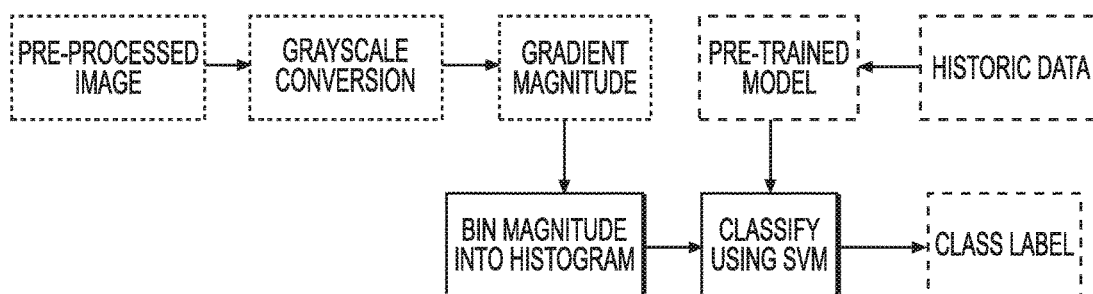 PRE-PROCESSED
IMAGE
GRAYSCALE
CONVERSION
GRADIENT
MAGNITUDE
PRE-TRAINED
MODEL
HISTORIC DATA
BIN MAGNITUDE
INTO HISTOGRAM
CLASSIFY
USING SVM
CLASS LABEL